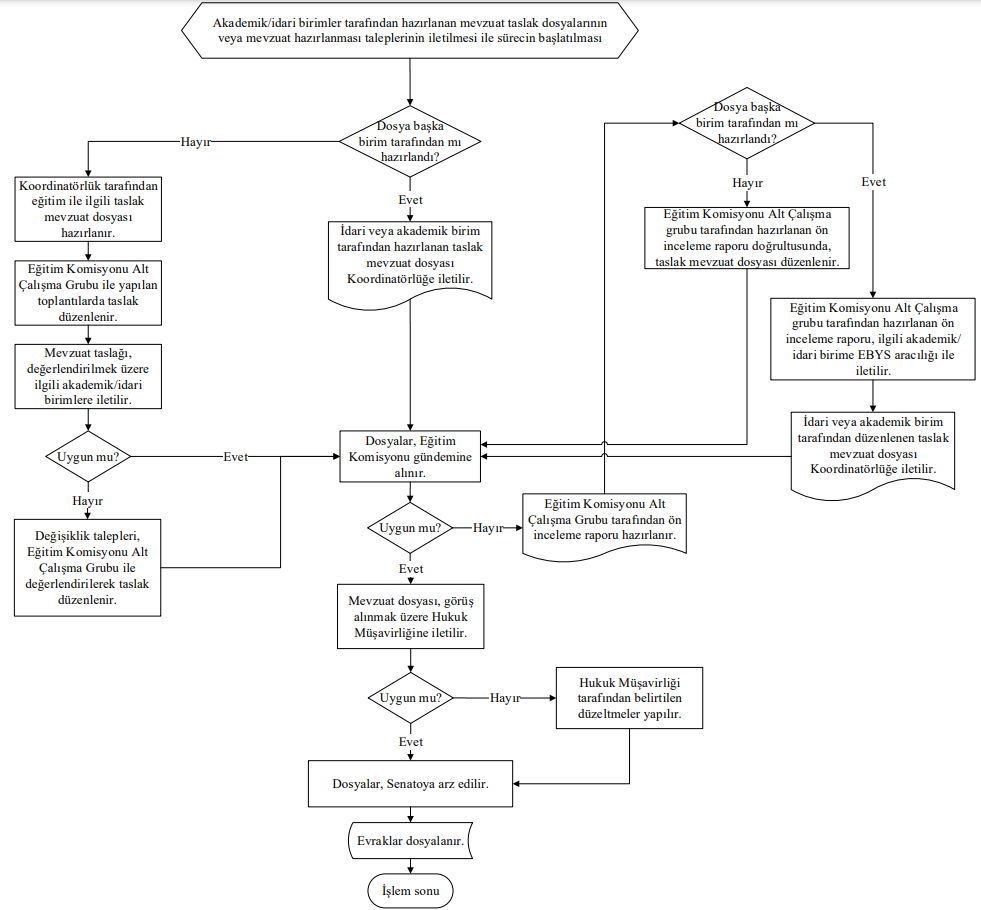 Akademik/idari birimler tarafından hazırlanan mevzuat taslak dosyalarının
veya mevzuat hazırlanması taleplerinin iletilmesi ile sürecin başlatılması
Dosya başka
birim tarafından mı
hazırlandı?
Hayır
Evet
Koordinatörlük tarafından
eğitim ile ilgili taslak
mevzuat dosyası
hazırlanır.
Eğitim Komisyonu Alt
Çalışma Grubu ile yapılan
toplantılarda taslak
düzenlenir.
Mevzuat taslağı,
değerlendirilmek üzere
ilgili akademik/idari
birimlere iletilir.
Uygun mu?
Evet
Hayır
Değişiklik talepleri,
Eğitim Komisyonu Alt
Çalışma Grubu ile
değerlendirilerek taslak
düzenlenir.
İdari veya akademik birim
tarafından hazırlanan taslak
mevzuat dosyası
Koordinatörlüğe iletilir.
Dosyalar, Eğitim
Komisyonu gündemine
alınır.
Uygun mu?
Hayır
Evet
Eğitim Komisyonu Alt
Çalışma Grubu tarafından ön
inceleme raporu hazırlanır.
Dosya başka
birim tarafından mı
hazırlandı?
Hayır
Evet
Eğitim Komisyonu Alt Çalışma
grubu tarafından hazırlanan ön
inceleme raporu doğrultusunda,
taslak mevzuat dosyası düzenlenir.
Eğitim Komisyonu Alt Çalışma
grubu tarafından hazırlanan ön
inceleme raporu, ilgili akademik/
idari birime EBYS aracılığı ile
iletilir.
İdari veya akademik birim
tarafından düzenlenen taslak
mevzuat dosyası
Koordinatörlüğe iletilir.
Mevzuat dosyası, görüş
alınmak üzere Hukuk
Müşavirliğine iletilir.
Uygun mu?
Hayır
Evet
Hukuk Müşavirliği
tarafından belirtilen
düzeltmeler yapılır.
Dosyalar, Senatoya arz edilir.
Evraklar dosyalanır.
İşlem sonu